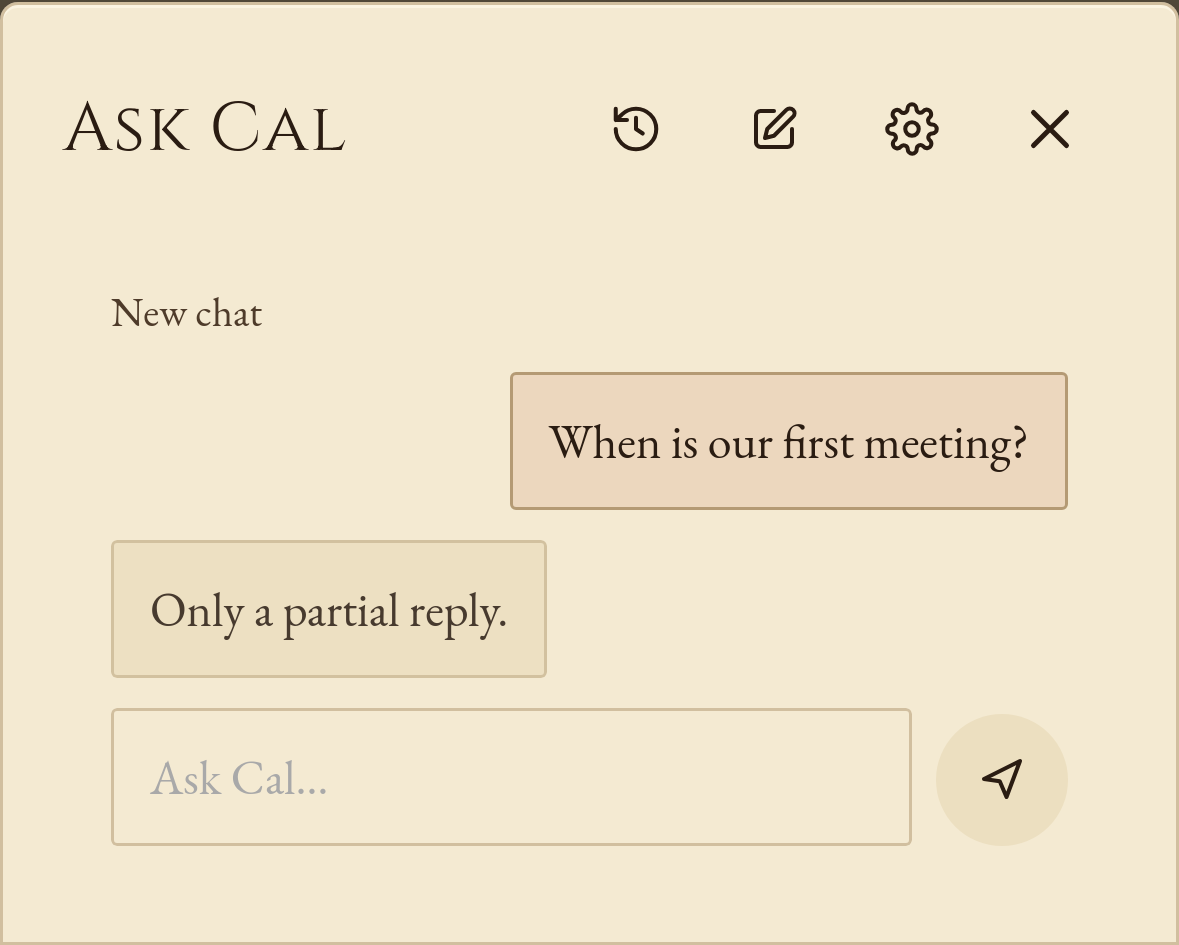 Ask Cal
New chat
When is our first meeting?
Only a partial reply.
Ask Cal...